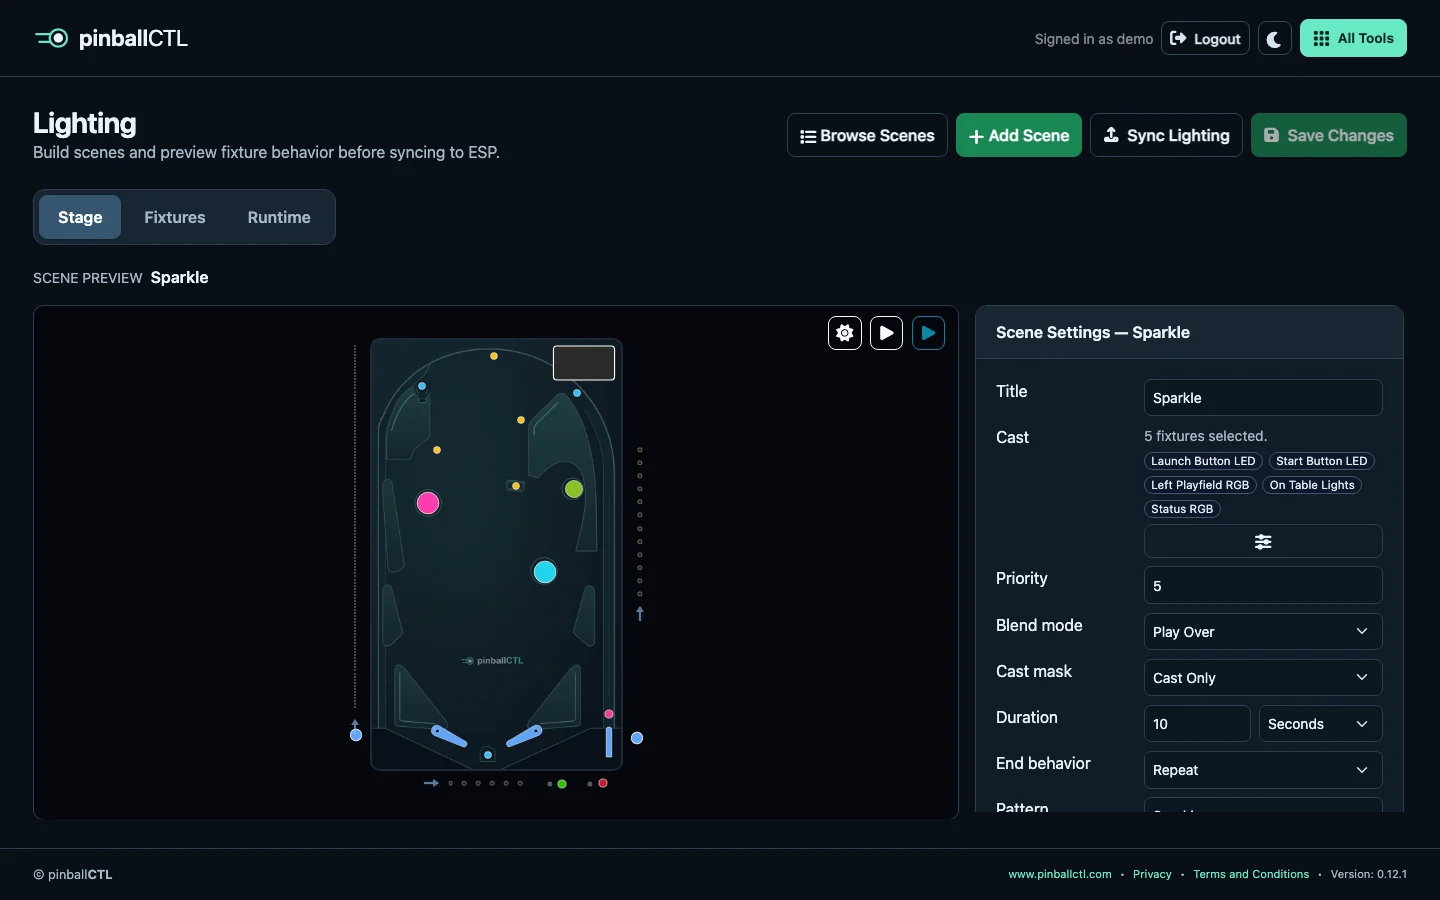 pinballCTL
Signed in as demo
Logout
All Tools
Lighting
Build scenes and preview fixture behavior before syncing to ESP.
Browse Scenes
Add Scene
Sync Lighting
Save Changes
Stage
Fixtures
Runtime
SCENE PREVIEW Sparkle
pinballCTL
Scene Settings — Sparkle
Title
Sparkle
Cast
5 fixtures selected.
Launch Button LED
Start Button LED
Left Playfield RGB
On Table Lights
Status RGB
Priority
5
Blend mode
Play Over
Cast mask
Cast Only
Duration
10
Seconds
End behavior
Repeat
Pattern
© pinballCTL
www.pinballctl.com • Privacy • Terms and Conditions • Version: 0.12.1